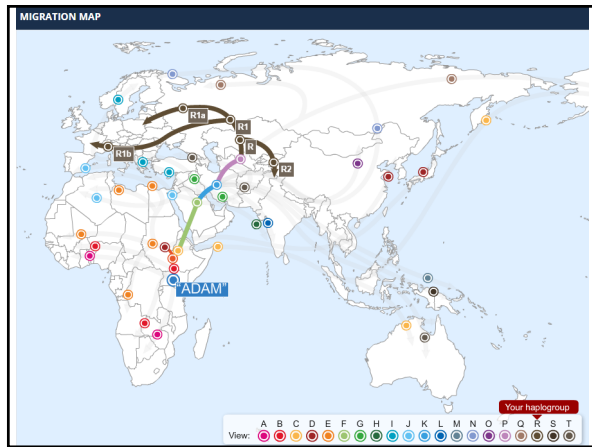 MIGRATION MAP
R1a
R1
R1b
R
R2
"ADAM"
Your haplogroup
View: A B C D E F G H I J K L M N O P Q R S T